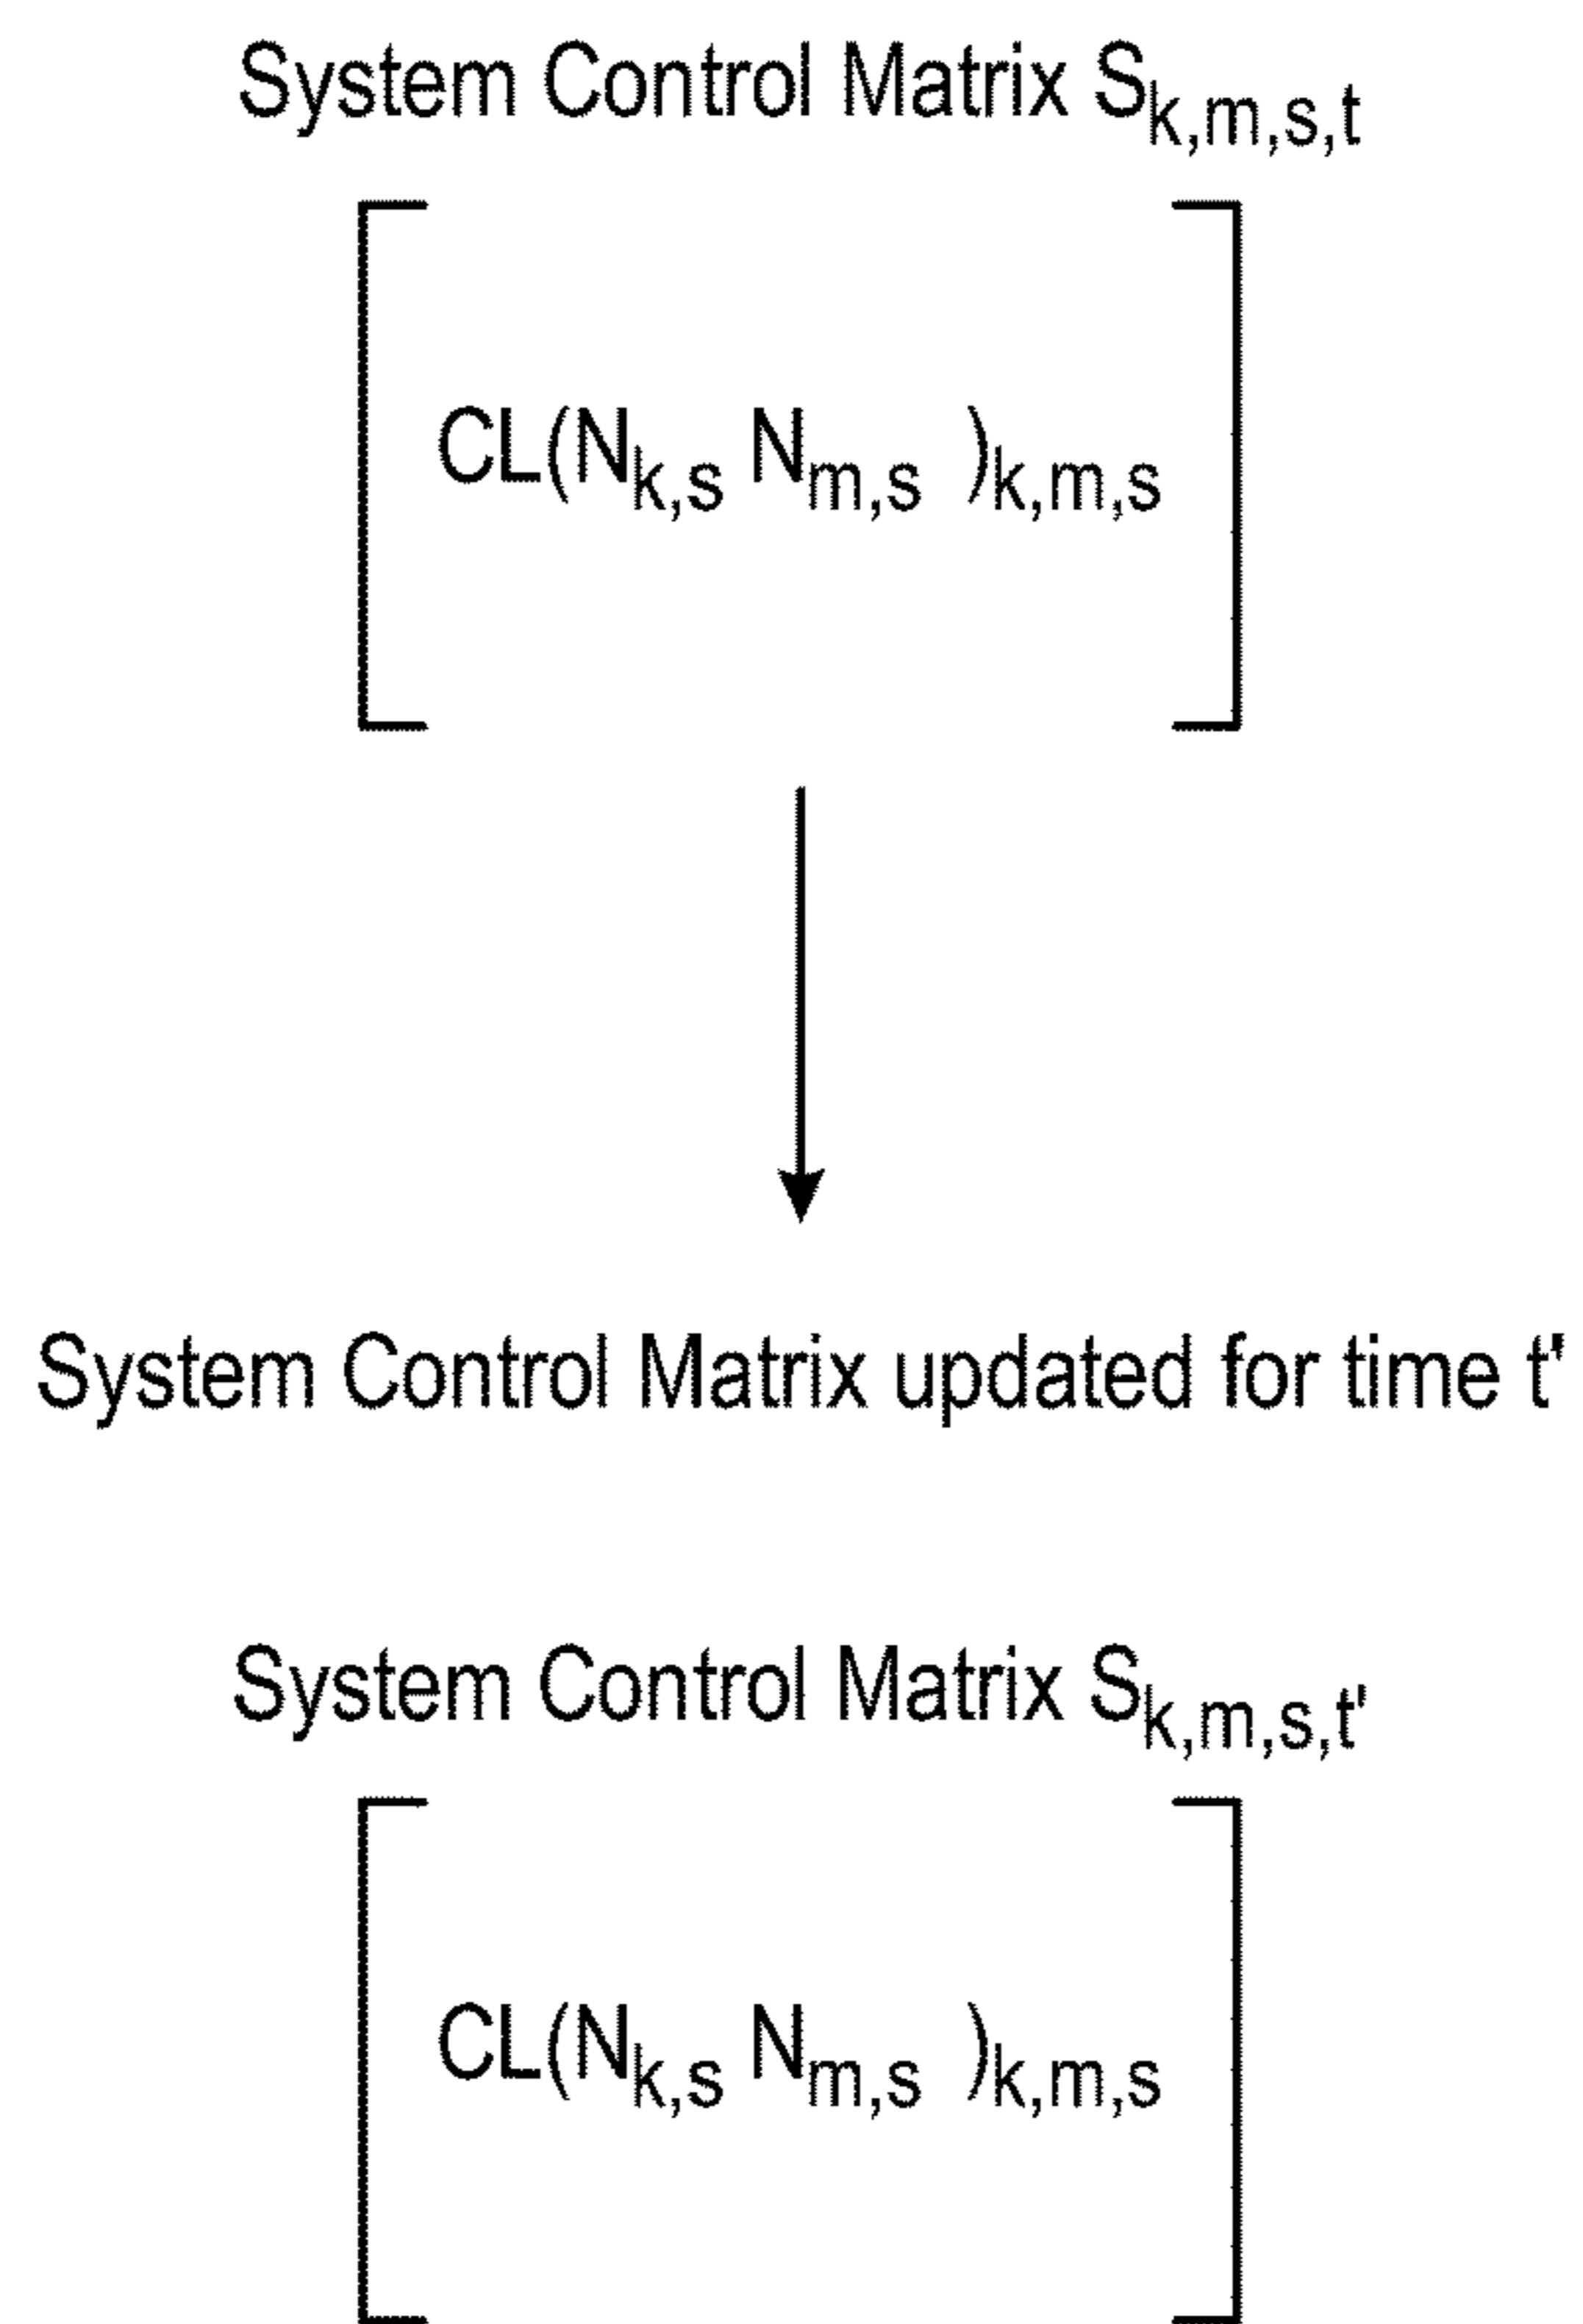 System Control Matrix Sk,m,s,t
CL(Nk,s Nm,s )k,m,s
System Control Matrix updated for time t'
System Control Matrix Sk,m,s,t'
CL(Nk,s Nm,s )k,m,s